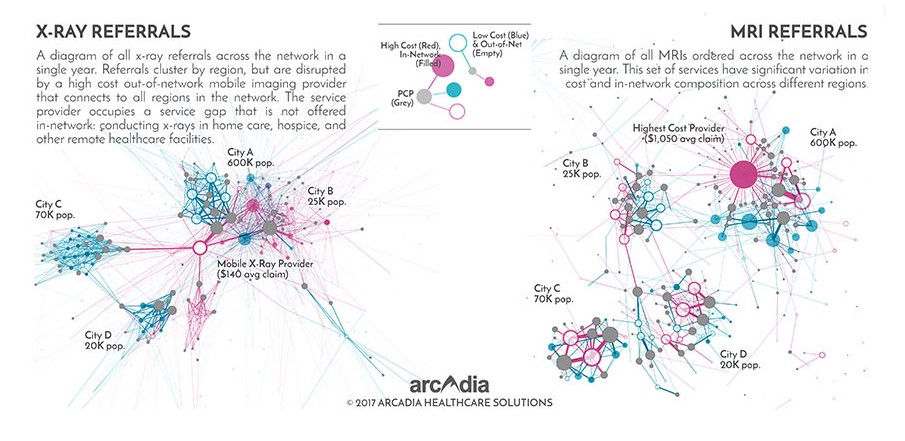 X-RAY REFERRALS
A diagram of all x-ray referrals across the network in a
single year. Referrals cluster by region, but are disrupted
by a high cost out-of-network mobile imaging provider
that connects to all regions in the network. The service
provider occupies a service gap that is not offered
in-network: conducting x-rays in home care, hospice, and
other remote healthcare facilities.
City A
600K pop.
City B
25K pop.
City C
70K pop.
Mobile X-Ray Provider
($140 avg claim)
City D
20K pop.
High Cost (Red),
In-Network
(Filled)
Low Cost (Blue)
& Out-of-Net
(Empty)
PCP
(Grey)
MRI REFERRALS
A diagram of all MRIs ordered across the network in a
single year. This set of services have significant variation in
cost and in-network composition across different regions.
Highest Cost Provider
($1,050 avg claim)
City A
600K pop.
City B
25K pop.
City C
70K pop.
City D
20K pop.
arcadia
© 2017 ARCADIA HEALTHCARE SOLUTIONS